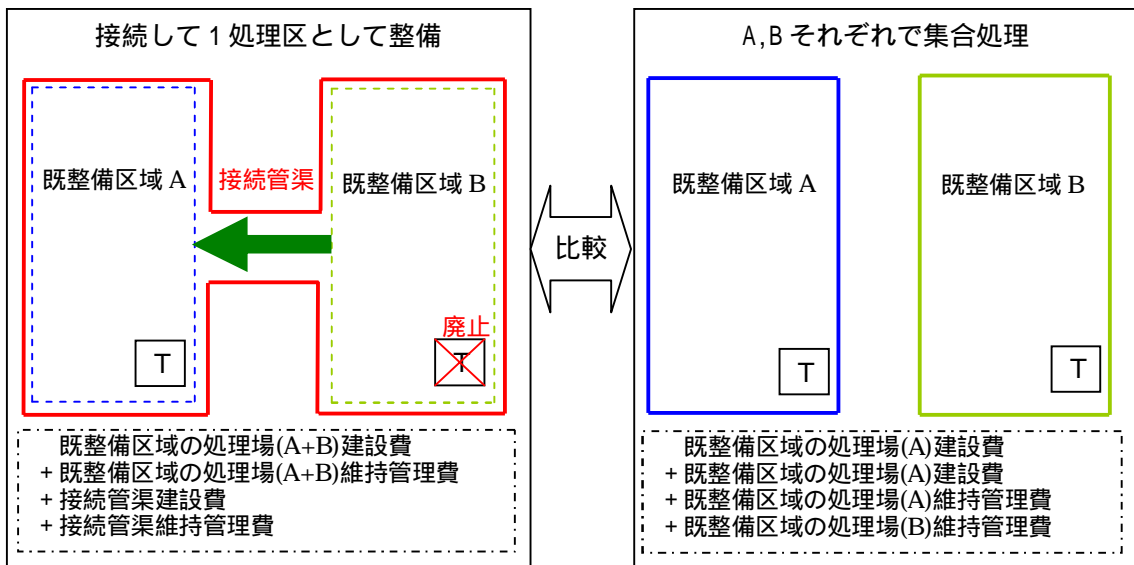 接続して1処理区として整備
既整備区域 A
接続管渠
既整備区域 B
廃止
T
T
既整備区域の処理場(A+B)建設費
+ 既整備区域の処理場(A+B)維持管理費
+ 接続管渠建設費
+ 接続管渠維持管理費
比較
A,B それぞれで集合処理
既整備区域 A
既整備区域 B
T
T
既整備区域の処理場(A)建設費
+ 既整備区域の処理場(A)建設費
+ 既整備区域の処理場(A)維持管理費
+ 既整備区域の処理場(B)維持管理費